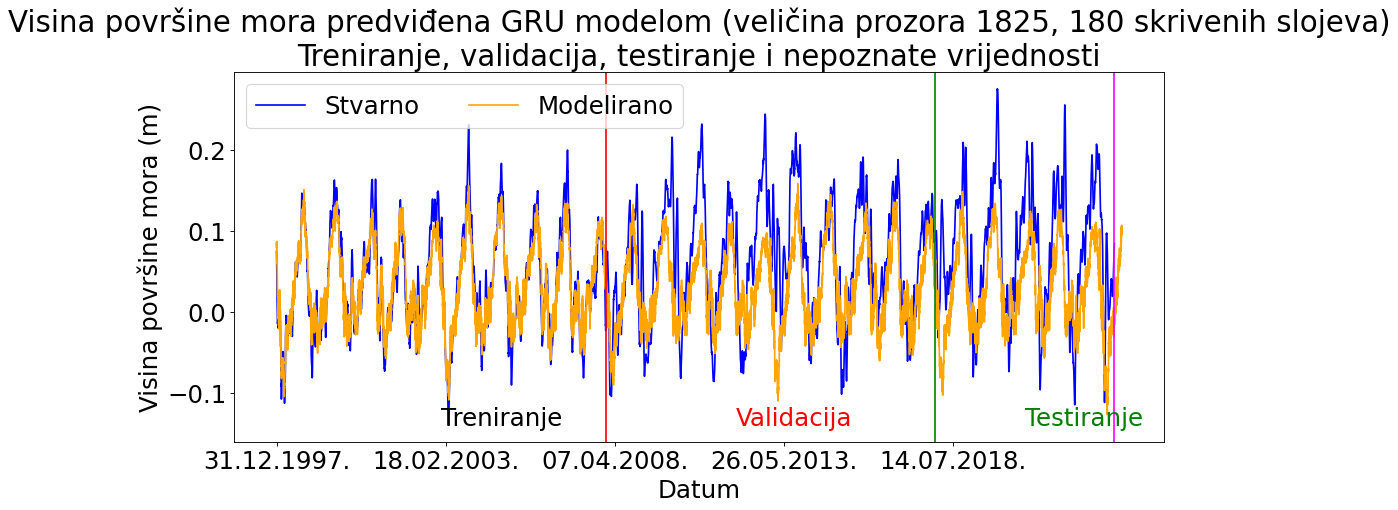 Visina površine mora predviđena GRU modelom (veličina prozora 1825, 180 skrivenih slojeva)
Treniranje, validacija, testiranje i nepoznate vrijednosti
Stvarno Modelirano
Visina površine mora (m)
0.2
0.1
0.0
−0.1
Treniranje Validacija Testiranje
31.12.1997. 18.02.2003. 07.04.2008. 26.05.2013. 14.07.2018.
Datum